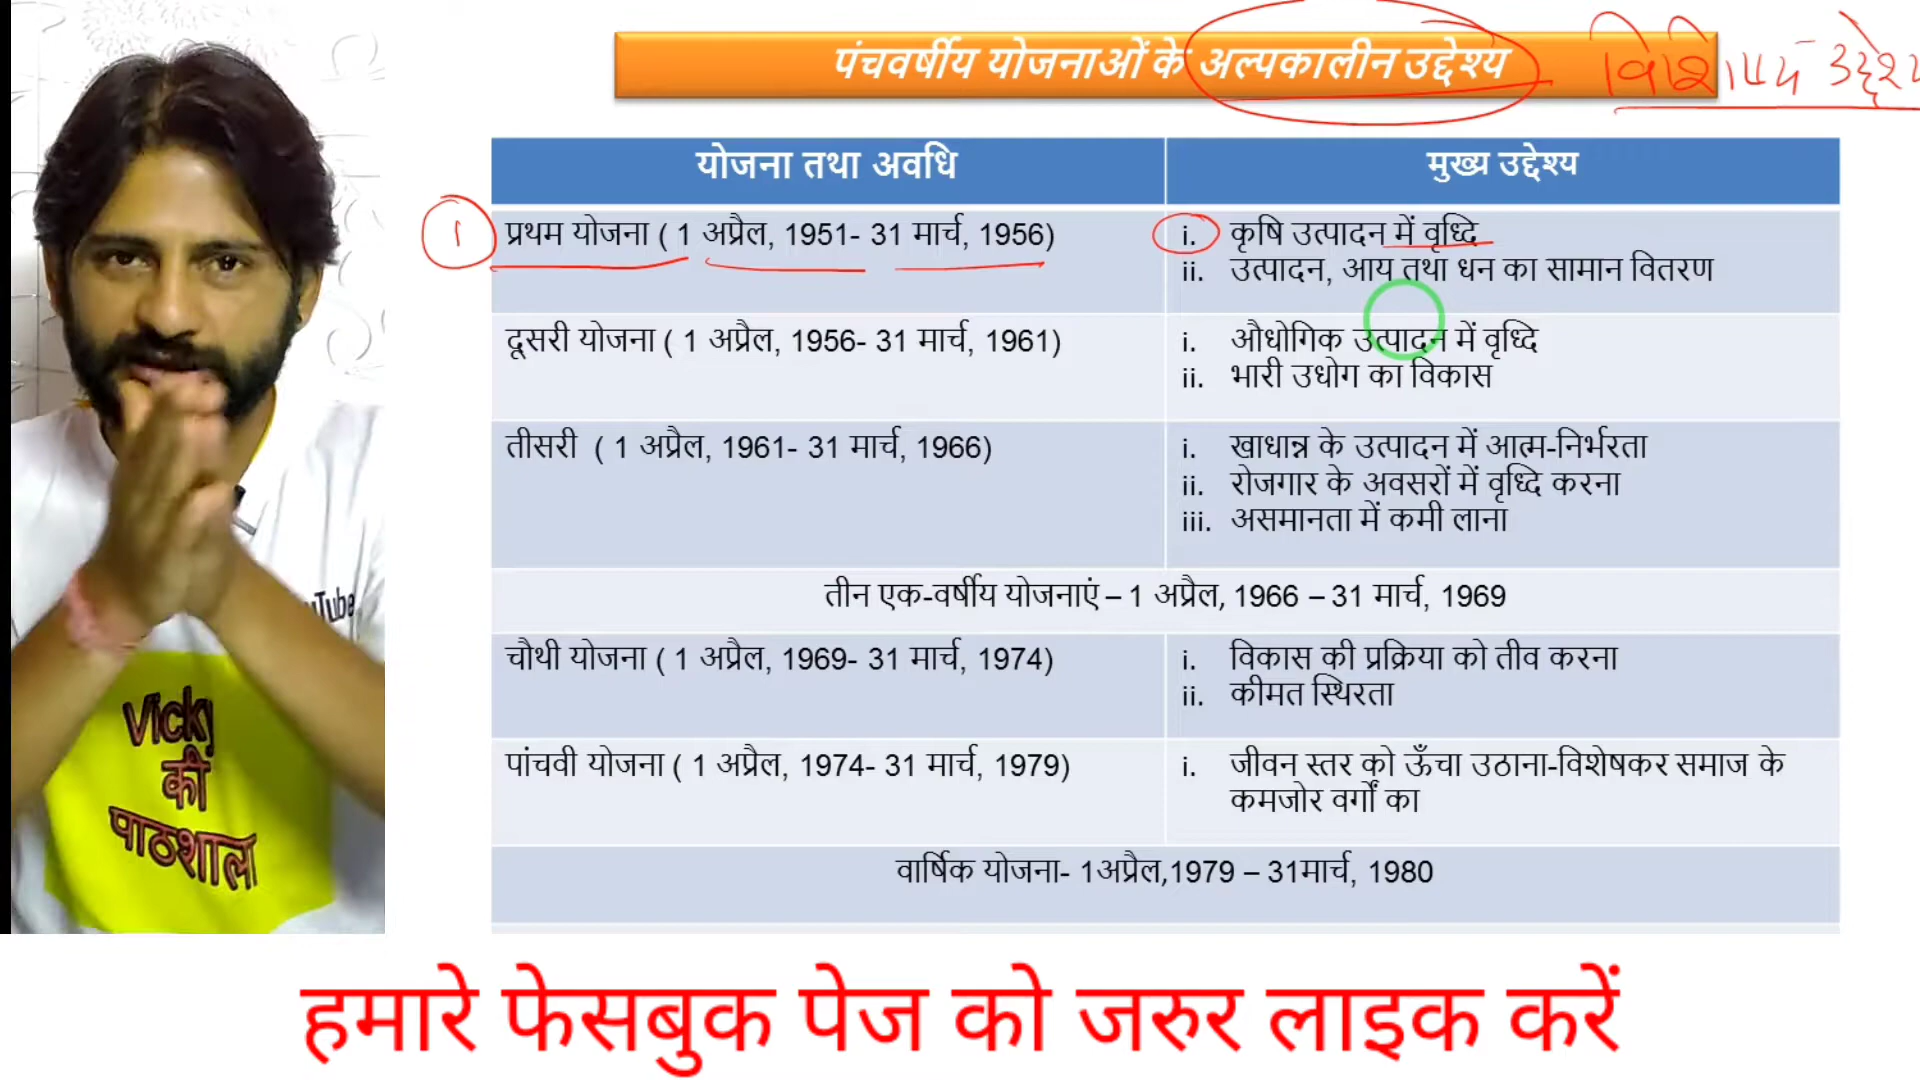 पंचवर्षीय योजनाओं के अल्पकालीन उद्देश्य
उद्देश्य
योजना तथा अवधि
मुख्य उद्देश्य
१
प्रथम योजना ( 1 अप्रैल, 1951- 31 मार्च, 1956)
i. कृषि उत्पादन में वृध्दि
ii. उत्पादन, आय तथा धन का सामान वितरण
दूसरी योजना ( 1 अप्रैल, 1956- 31 मार्च, 1961)
i. औधोगिक उत्पादन में वृध्दि
ii. भारी उधोग का विकास
तीसरी ( 1 अप्रैल, 1961- 31 मार्च, 1966)
i. खाधान्न के उत्पादन में आत्म-निर्भरता
ii. रोजगार के अवसरों में वृध्दि करना
iii. असमानता में कमी लाना
तीन एक-वर्षीय योजनाएं – 1 अप्रैल, 1966 – 31 मार्च, 1969
चौथी योजना ( 1 अप्रैल, 1969- 31 मार्च, 1974)
i. विकास की प्रक्रिया को तीव करना
ii. कीमत स्थिरता
पांचवी योजना ( 1 अप्रैल, 1974- 31 मार्च, 1979)
i. जीवन स्तर को ऊँचा उठाना-विशेषकर समाज के
कमजोर वर्गों का
वार्षिक योजना- 1अप्रैल,1979 – 31मार्च, 1980
uTube
Vicky
की
पाठशाला
हमारे फेसबुक पेज को जरुर लाइक करें